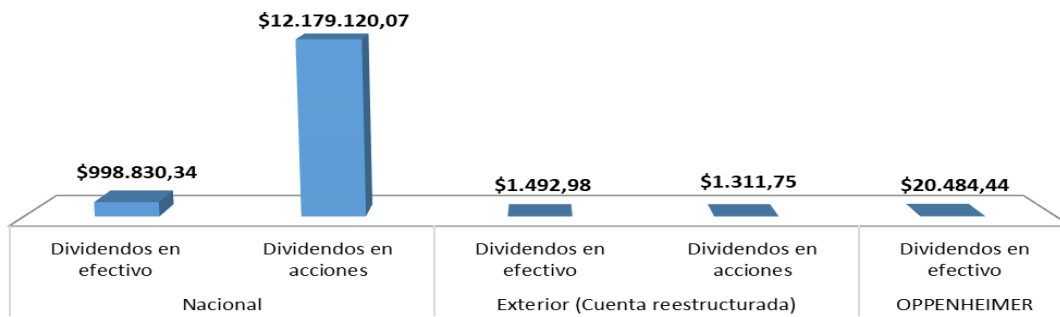 $12.179.120,07
$998.830,34
$1.492,98
$1.311,75
$20.484,44
Dividendos en
efectivo
Dividendos en
acciones
Dividendos en
efectivo
Dividendos en
acciones
Dividendos en
efectivo
Nacional
Exterior (Cuenta reestructurada)
OPPENHEIMER